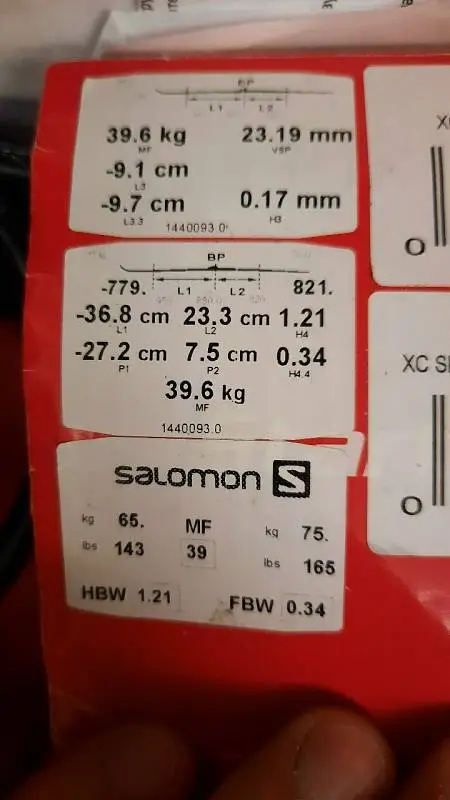 BP
L1 L2
39.6 kg 23.19 mm
MF VSP
-9.1 cm
L3
-9.7 cm 0.17 mm
L3.3 H3
1440093.0
BP
-779. L1 L2 821.
-36.8 cm 23.3 cm 1.21
L1 L2 H4
-27.2 cm 7.5 cm 0.34
P1 P2 H4.4
39.6 kg
MF
1440093.0
salomon S
kg 65. MF kg 75.
lbs 143 39 lbs 165
HBW 1.21 FBW 0.34
O
XC
O